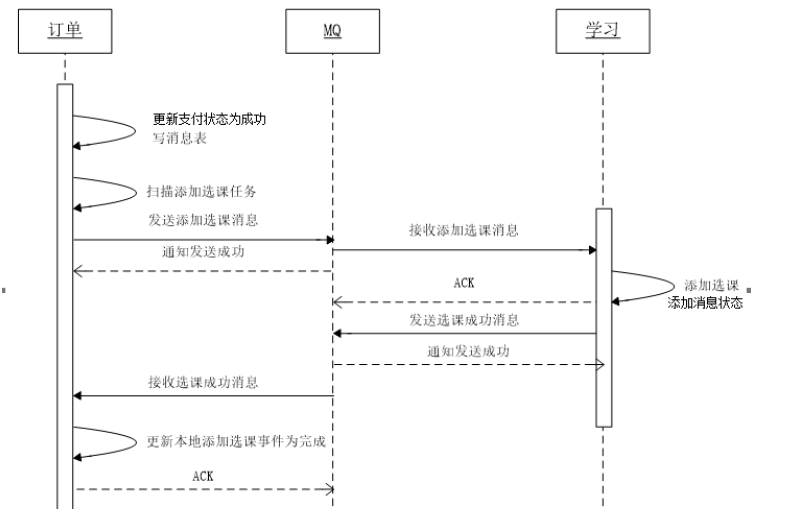 订单
MQ
学习
更新支付状态为成功
写消息表
扫描添加选课任务
发送添加选课消息
接收添加选课消息
通知发送成功
ACK
添加选课
添加消息状态
发送选课成功消息
通知发送成功
接收选课成功消息
更新本地添加选课事件为完成
ACK